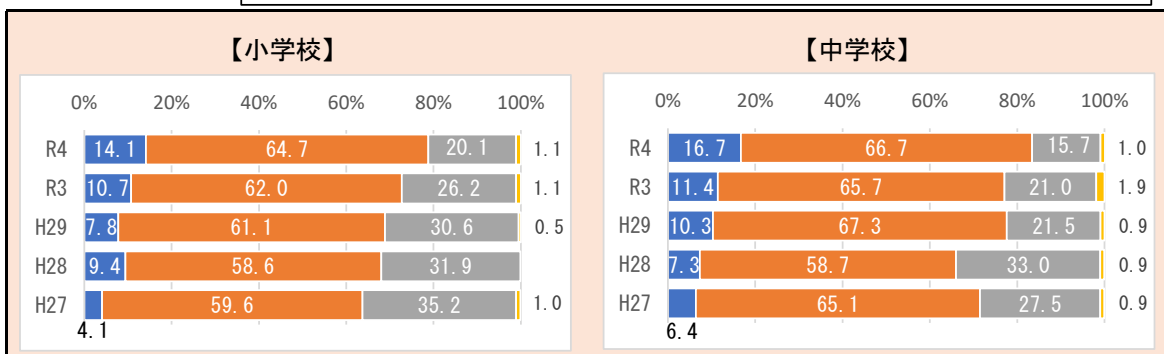 【小学校】
0% 20% 40% 60% 80% 100%
R4 14.1 64.7 20.1 1.1
R3 10.7 62.0 26.2 1.1
H29 7.8 61.1 30.6 0.5
H28 9.4 58.6 31.9
H27 59.6 35.2 1.0
4.1
【中学校】
0% 20% 40% 60% 80% 100%
R4 16.7 66.7 15.7 1.0
R3 11.4 65.7 21.0 1.9
H29 10.3 67.3 21.5 0.9
H28 7.3 58.7 33.0 0.9
H27 65.1 27.5 0.9
6.4